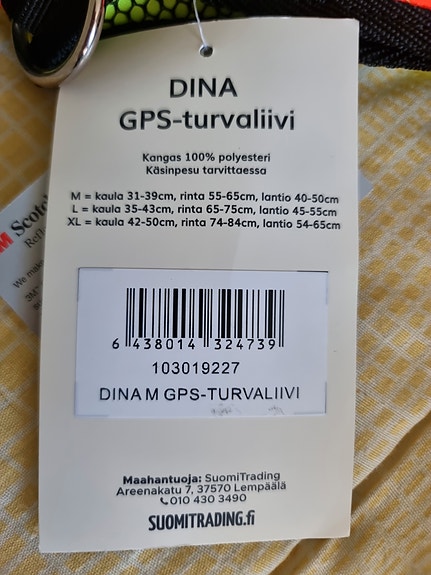 DINA
GPS-turvaliivi
Kangas 100% polyesteri
Käsinpesu tarvittaessa
M = kaula 31-39cm, rinta 55-65cm, lantio 40-50cm
L = kaula 35-43cm, rinta 65-75cm, lantio 45-55cm
XL = kaula 42-50cm, rinta 74-84cm, lantio 54-65cm
6 438014 324739
103019227
DINA M GPS-TURVALIIVI
Maahantuoja: SuomiTrading
Areenakatu 7, 37570 Lempäälä
010 430 3490
SUOMITRADING.fi
We